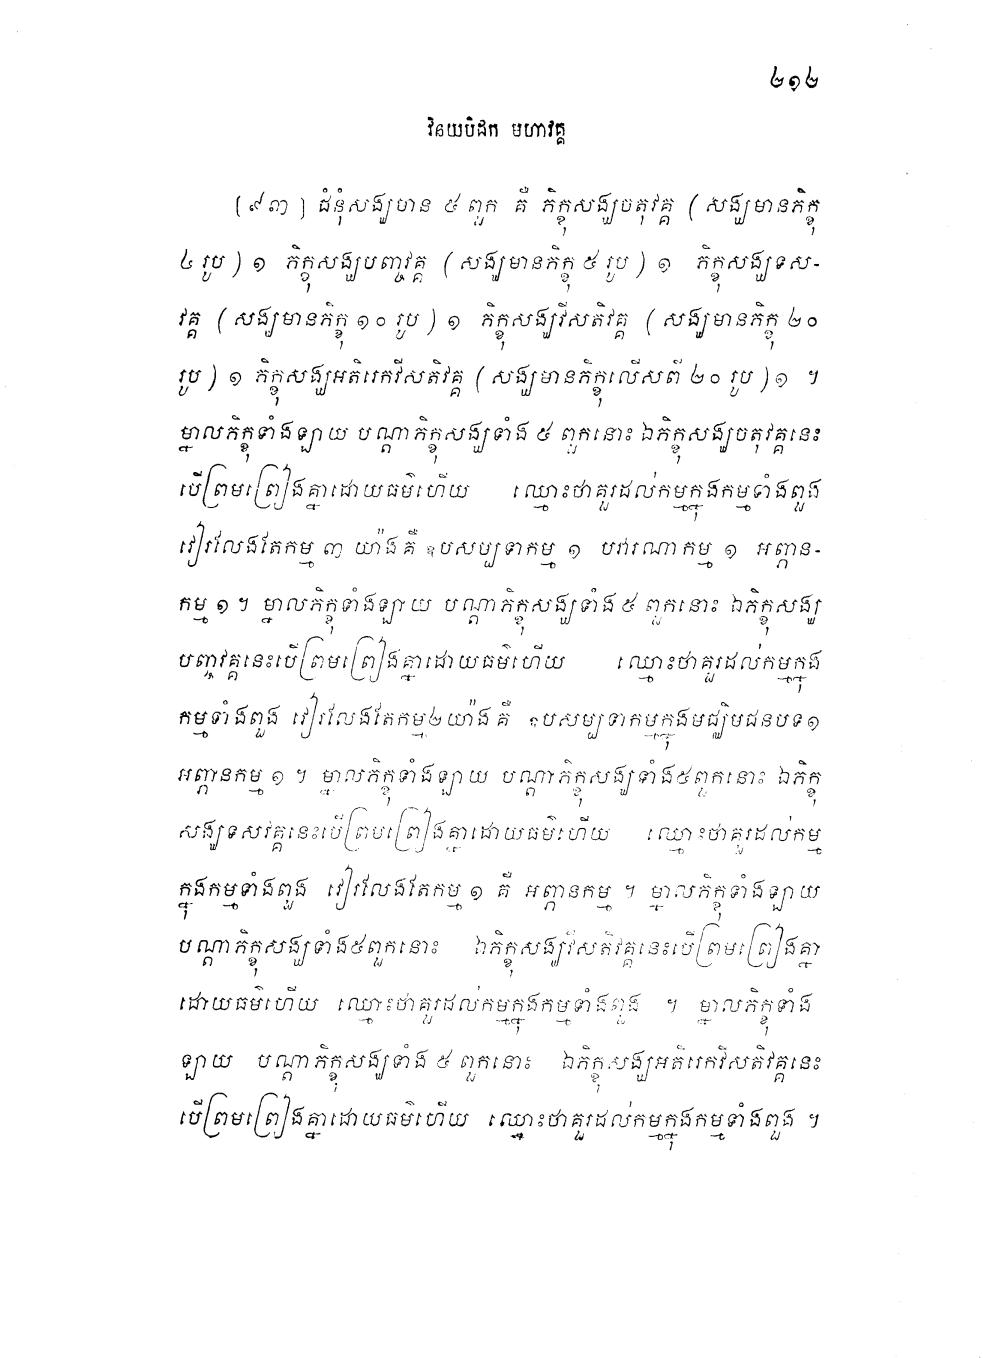 ២១២
វិនយបិដក មហាវគ្គ
(៩៣) ជំនុំសង្ឃមាន ៥ ពួក គឺ ភិក្ខុសង្ឃចតុវគ្គ (សង្ឃមានភិក្ខុ
៤ រូប) ១ ភិក្ខុសង្ឃបញ្ចវគ្គ (សង្ឃមានភិក្ខុ ៥ រូប) ១ ភិក្ខុសង្ឃទស-
វគ្គ (សង្ឃមានភិក្ខុ ១០ រូប) ១ ភិក្ខុសង្ឃវីសតិវគ្គ (សង្ឃមានភិក្ខុ ២០
រូប) ១ ភិក្ខុសង្ឃអតិរេកវីសតិវគ្គ (សង្ឃមានភិក្ខុលើសពី ២០ រូប) ១ ។
ម្នាលភិក្ខុទាំងឡាយ បណ្តាភិក្ខុសង្ឃទាំង ៥ ពួកនោះ ឯភិក្ខុសង្ឃចតុវគ្គនេះ
បើព្រមព្រៀងគ្នាដោយធម៌ហើយ ឈ្មោះថាគួរដល់កម្មក្នុងកម្មទាំងពួង
វៀរលែងតែកម្ម ៣ យ៉ាងគឺ ឧបសម្បទាកម្ម ១ បវារណាកម្ម ១ អព្ភាន-
កម្ម ១ ។ ម្នាលភិក្ខុទាំងឡាយ បណ្តាភិក្ខុសង្ឃទាំង ៥ ពួកនោះ ឯភិក្ខុសង្ឃ
បញ្ចវគ្គនេះបើព្រមព្រៀងគ្នាដោយធម៌ហើយ ឈ្មោះថាគួរដល់កម្មក្នុង
កម្មទាំងពួង វៀរលែងតែកម្ម២យ៉ាងគឺ ឧបសម្បទាកម្មក្នុងមជ្ឈិមជនបទ១
អព្ភានកម្ម ១ ។ ម្នាលភិក្ខុទាំងឡាយ បណ្តាភិក្ខុសង្ឃទាំង៥ពួកនោះ ឯភិក្ខុ
សង្ឃទសវគ្គនេះបើព្រមព្រៀងគ្នាដោយធម៌ហើយ ឈ្មោះថាគួរដល់កម្ម
ក្នុងកម្មទាំងពួង វៀរលែងតែកម្ម ១ គឺ អព្ភានកម្ម ។ ម្នាលភិក្ខុទាំងឡាយ
បណ្តាភិក្ខុសង្ឃទាំង៥ពួកនោះ ឯភិក្ខុសង្ឃវីសតិវគ្គនេះបើព្រមព្រៀងគ្នា
ដោយធម៌ហើយ ឈ្មោះថាគួរដល់កម្មក្នុងកម្មទាំងពួង ។ ម្នាលភិក្ខុទាំង
ឡាយ បណ្តាភិក្ខុសង្ឃទាំង ៥ ពួកនោះ ឯភិក្ខុសង្ឃអតិរេកវីសតិវគ្គនេះ
បើព្រមព្រៀងគ្នាដោយធម៌ហើយ ឈ្មោះថាគួរដល់កម្មក្នុងកម្មទាំងពួង ។